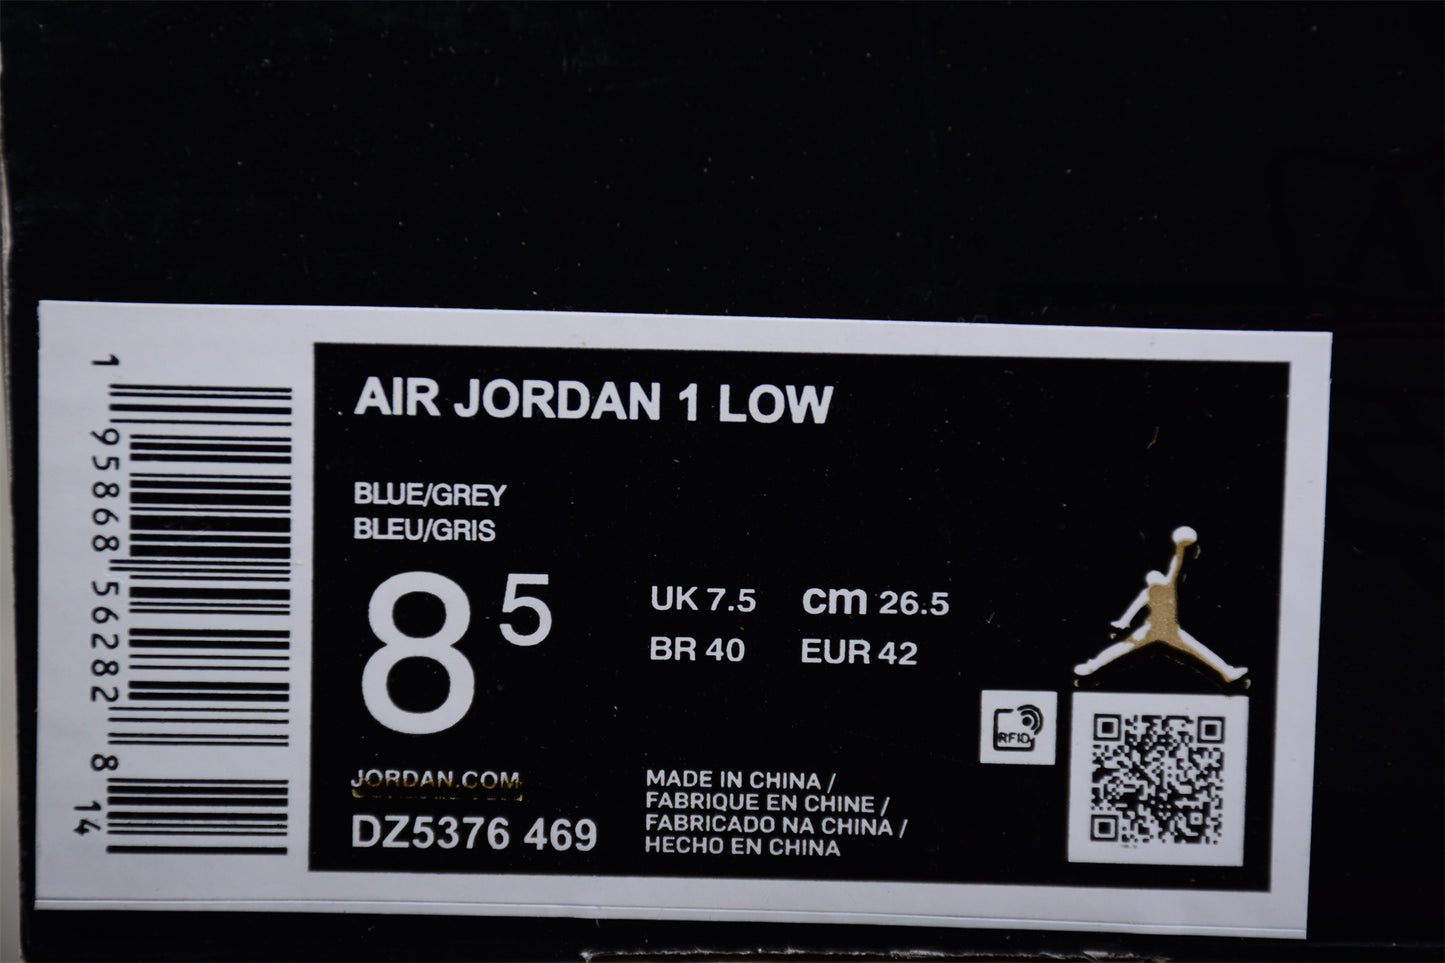 AIR JORDAN 1 LOW
BLUE/GREY
BLEU/GRIS
8 5
UK 7.5 cm 26.5
BR 40 EUR 42
RFID
JORDAN.COM
DZ5376 469
MADE IN CHINA /
FABRIQUE EN CHINE /
FABRICADO NA CHINA /
HECHO EN CHINA
1 95868 56282 8 14